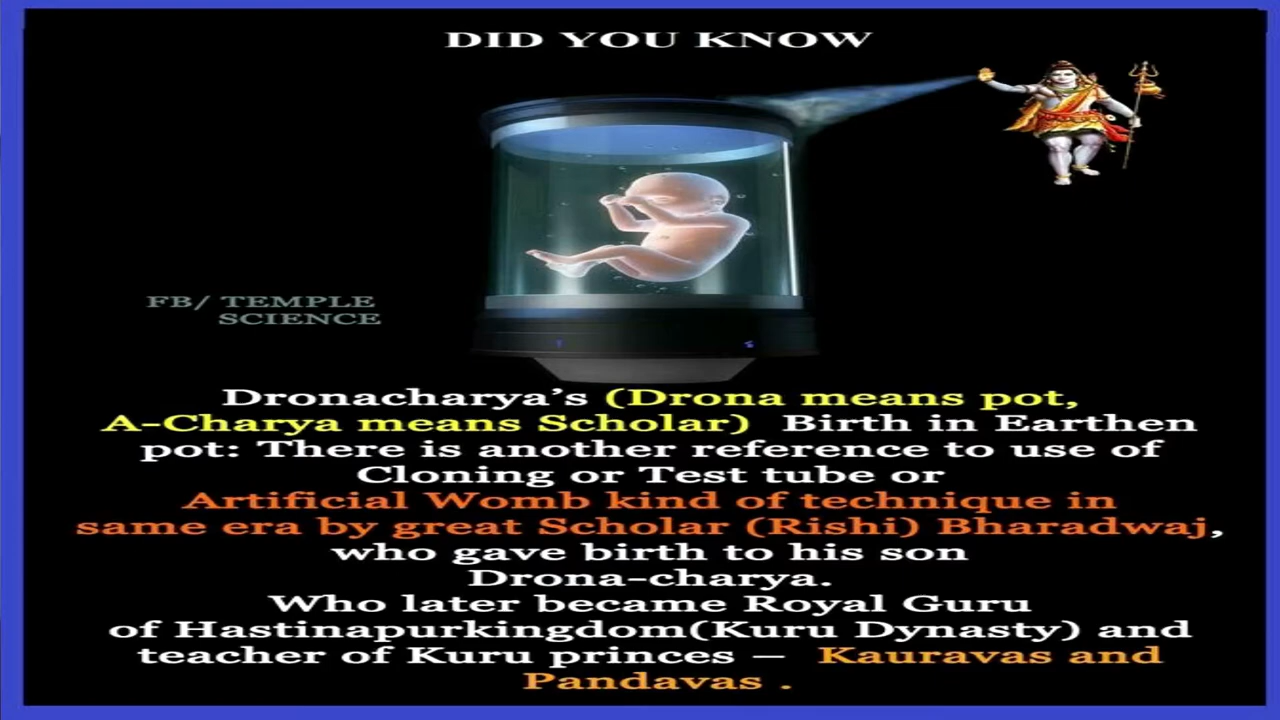 DID YOU KNOW
FB/ TEMPLE
SCIENCE
Dronacharya's (Drona means pot,
A-Charya means Scholar) Birth in Earthen
pot: There is another reference to use of
Cloning or Test tube or
Artificial Womb kind of technique in
same era by great Scholar (Rishi) Bharadwaj,
who gave birth to his son
Drona-charya.
Who later became Royal Guru
of Hastinapurkingdom(Kuru Dynasty) and
teacher of Kuru princes – Kauravas and
Pandavas .